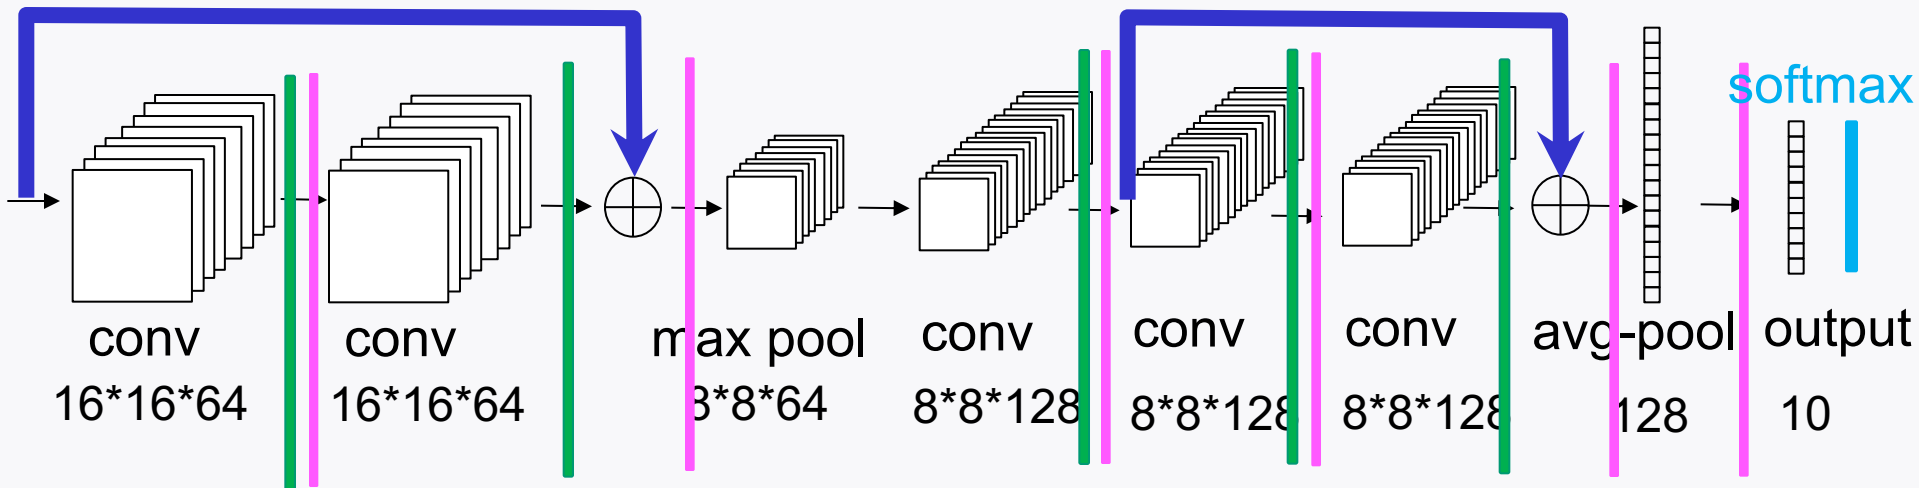 softmax
conv
conv
max pool
conv
conv
conv
avg-pool
output
16*16*64
16*16*64
8*8*64
8*8*128
8*8*128
8*8*128
128
10